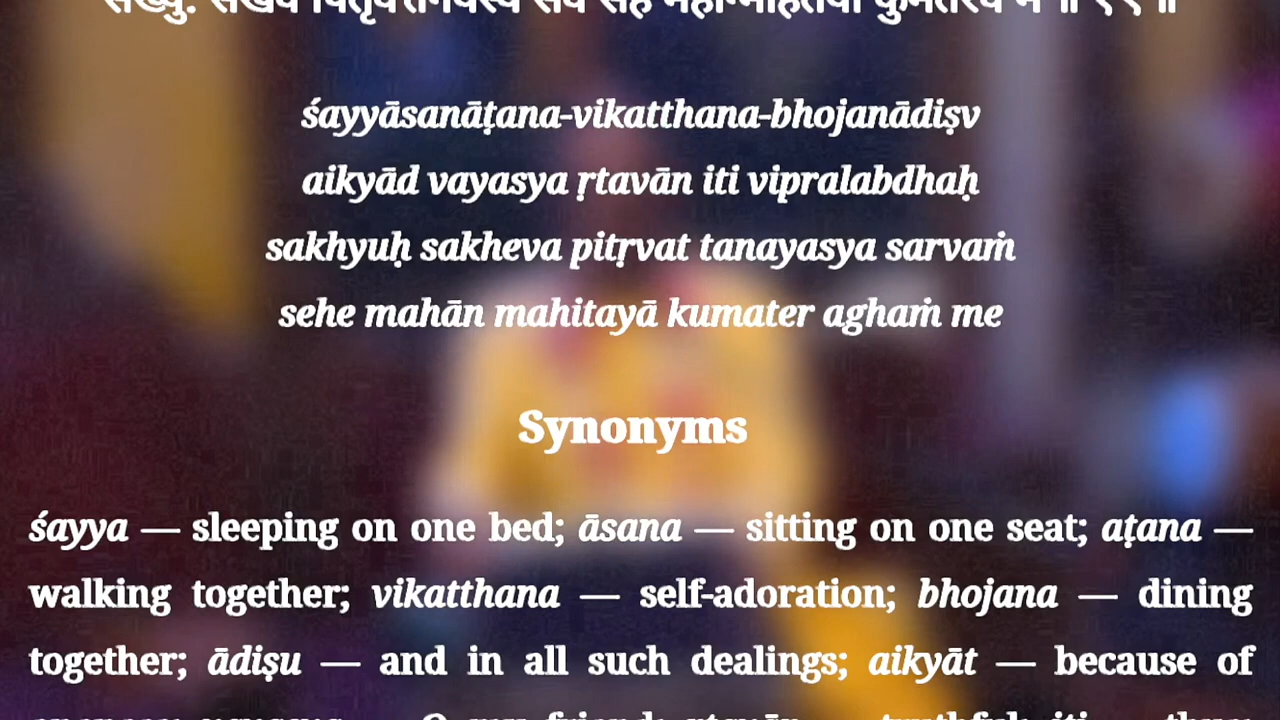 śayyāsanāṭana-vikatthana-bhojanādiṣv
aikyād vayasya ṛtavān iti vipralabdhaḥ
sakhyuḥ sakheva pitṛvat tanayasya sarvaṁ
sehe mahān mahitayā kumater aghaṁ me
Synonyms
śayya — sleeping on one bed; āsana — sitting on one seat; aṭana —
walking together; vikatthana — self-adoration; bhojana — dining
together; ādiṣu — and in all such dealings; aikyāt — because of